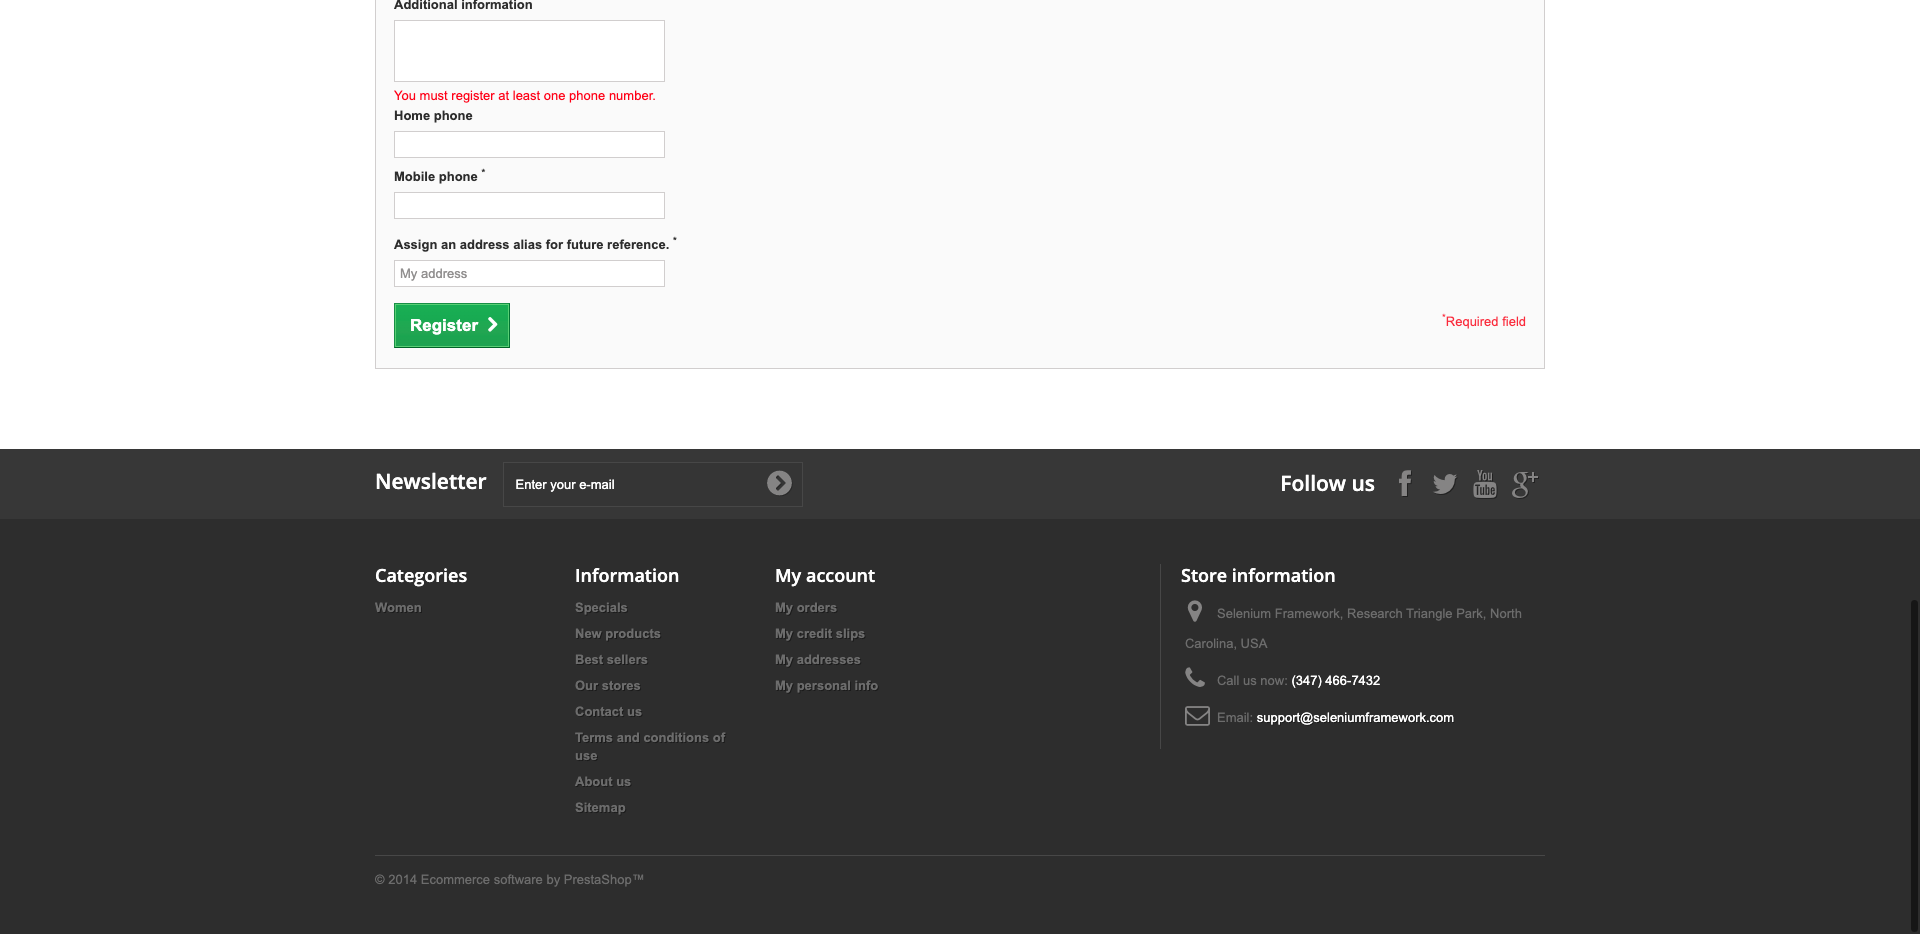 Additional information
You must register at least one phone number.
Home phone
Mobile phone *
Assign an address alias for future reference. *
My address
Register
*Required field
Newsletter
Enter your e-mail
Follow us
You
Tube
g+
Categories
Women
Information
Specials
New products
Best sellers
Our stores
Contact us
Terms and conditions of
use
About us
Sitemap
My account
My orders
My credit slips
My addresses
My personal info
Store information
Selenium Framework, Research Triangle Park, North
Carolina, USA
Call us now: (347) 466-7432
Email: support@seleniumframework.com
© 2014 Ecommerce software by PrestaShop™